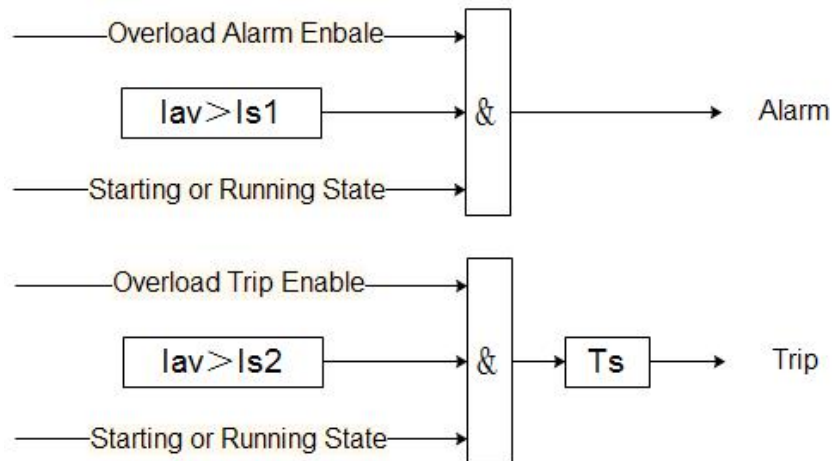 Overload Alarm Enbale
Iav>Is1
&
Alarm
Starting or Running State
Overload Trip Enable
Iav>Is2
&
Ts
Trip
Starting or Running State